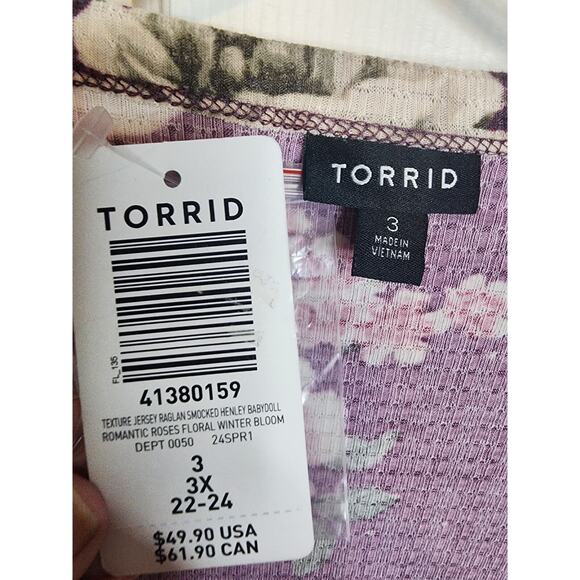 TORRID
FL_135
41380159
TEXTURE JERSEY RAGLAN SMOCKED HENLEY BABYDOLL
ROMANTIC ROSES FLORAL WINTER BLOOM
DEPT 0050 24SPR1
3
3X
22-24
$49.90 USA
$61.90 CAN
TORRID
3
MADE IN
VIETNAM